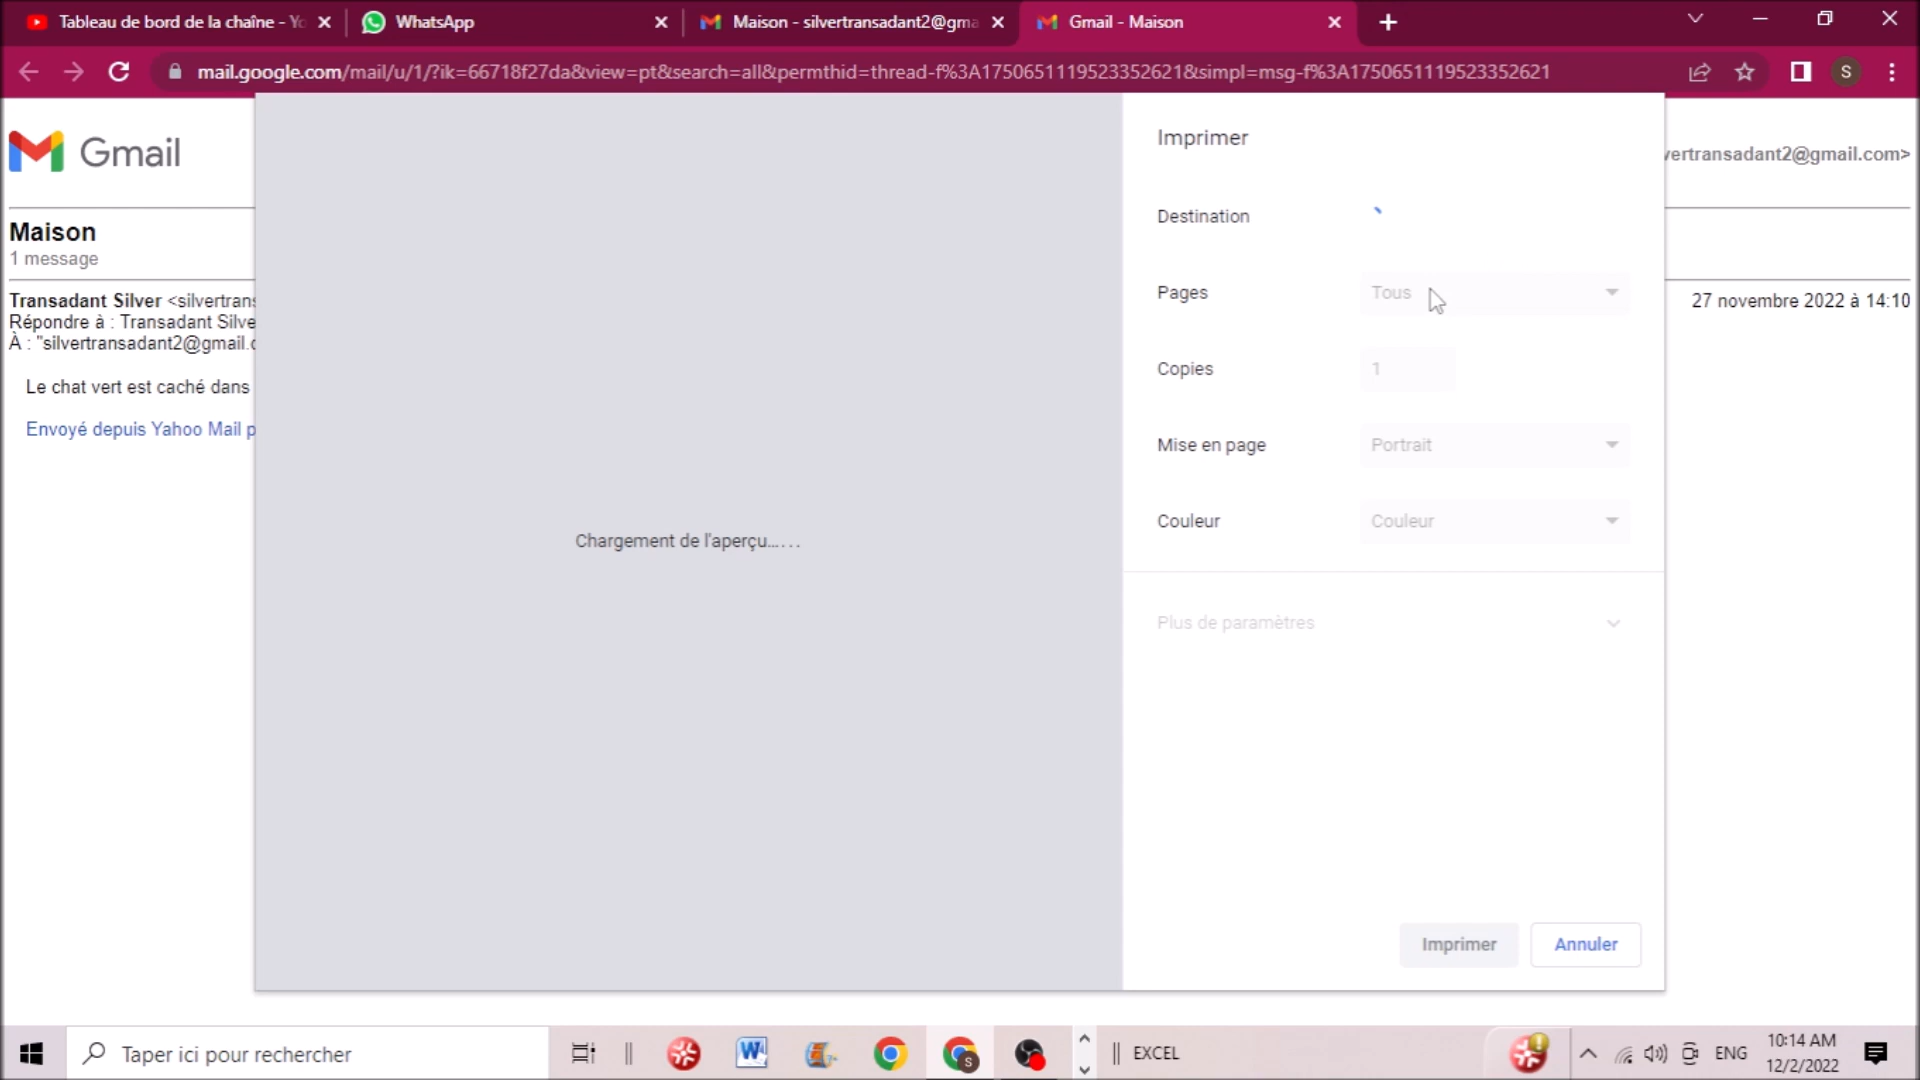 Tableau de bord de la chaîne - Yo
WhatsApp
Maison - silvertransadant2@gma
Gmail - Maison
mail.google.com/mail/u/1/?ik=66718f27da&view=pt&search=all&permthid=thread-f%3A1750651119523352621&simpl=msg-f%3A1750651119523352621
S
Gmail
vertransadant2@gmail.com>
Maison
1 message
Transadant Silver <silvertrans
27 novembre 2022 à 14:10
Répondre à : Transadant Silve
À : "silvertransadant2@gmail.c
Le chat vert est caché dans
Envoyé depuis Yahoo Mail p
Chargement de l'aperçu......
Imprimer
Destination
Pages
Tous
Copies
1
Mise en page
Portrait
Couleur
Couleur
Plus de paramètres
Imprimer
Annuler
Taper ici pour rechercher
W
S
EXCEL
ENG
10:14 AM
12/2/2022